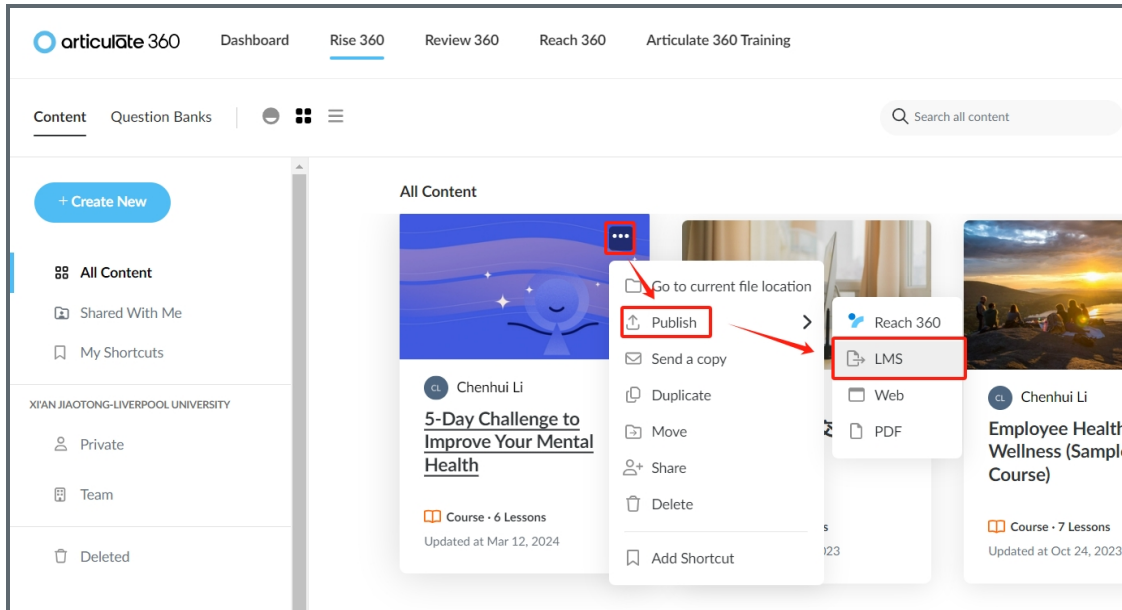 articulāte 360 Dashboard Rise 360 Review 360 Reach 360 Articulate 360 Training
Content Question Banks Search all content
+ Create New
All Content
Shared With Me
My Shortcuts
XI'AN JIAOTONG-LIVERPOOL UNIVERSITY
Private
Team
Deleted
All Content
CL Chenhui Li
5-Day Challenge to
Improve Your Mental
Health
Course · 6 Lessons
Updated at Mar 12, 2024
Go to current file location
Publish
Send a copy
Duplicate
Move
Share
Delete
Add Shortcut
Reach 360
LMS
Web
PDF
CL Chenhui Li
Employee Health
Wellness (Sample
Course)
Course · 7 Lessons
Updated at Oct 24, 2023